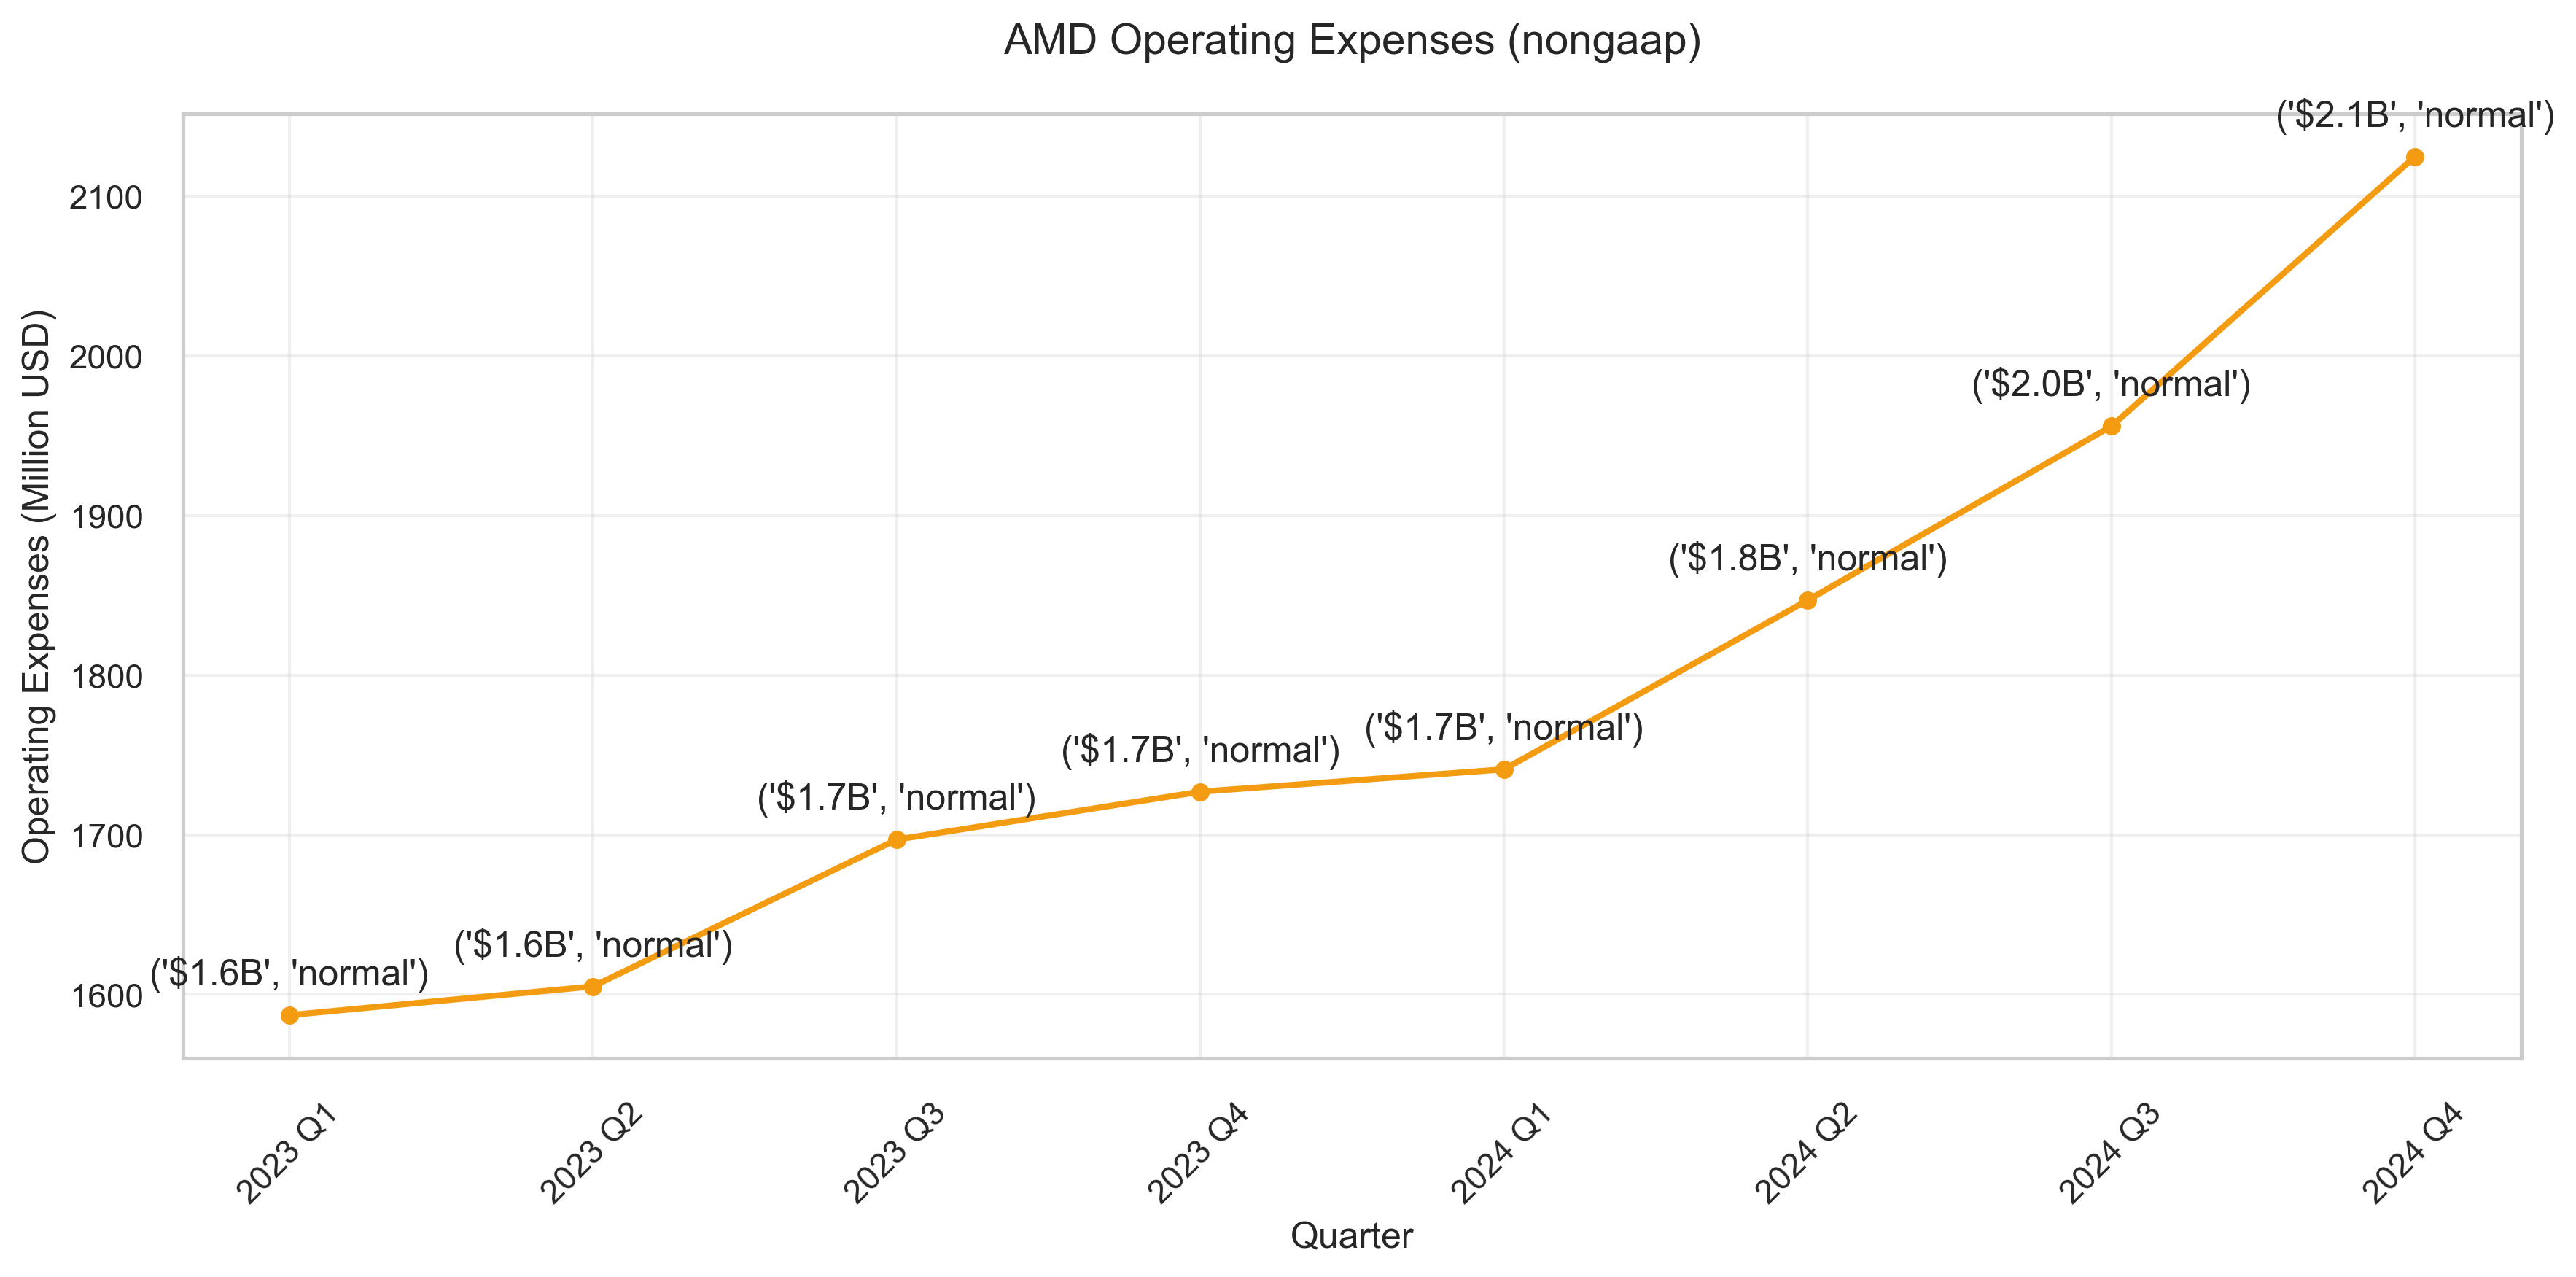 AMD Operating Expenses (nongaap)
Operating Expenses (Million USD)
2100
2000
1900
1800
1700
1600
('$1.6B', 'normal')
('$1.6B', 'normal')
('$1.7B', 'normal')
('$1.7B', 'normal')
('$1.7B', 'normal')
('$1.8B', 'normal')
('$2.0B', 'normal')
('$2.1B', 'normal')
2023 Q1
2023 Q2
2023 Q3
2023 Q4
2024 Q1
2024 Q2
2024 Q3
2024 Q4
Quarter